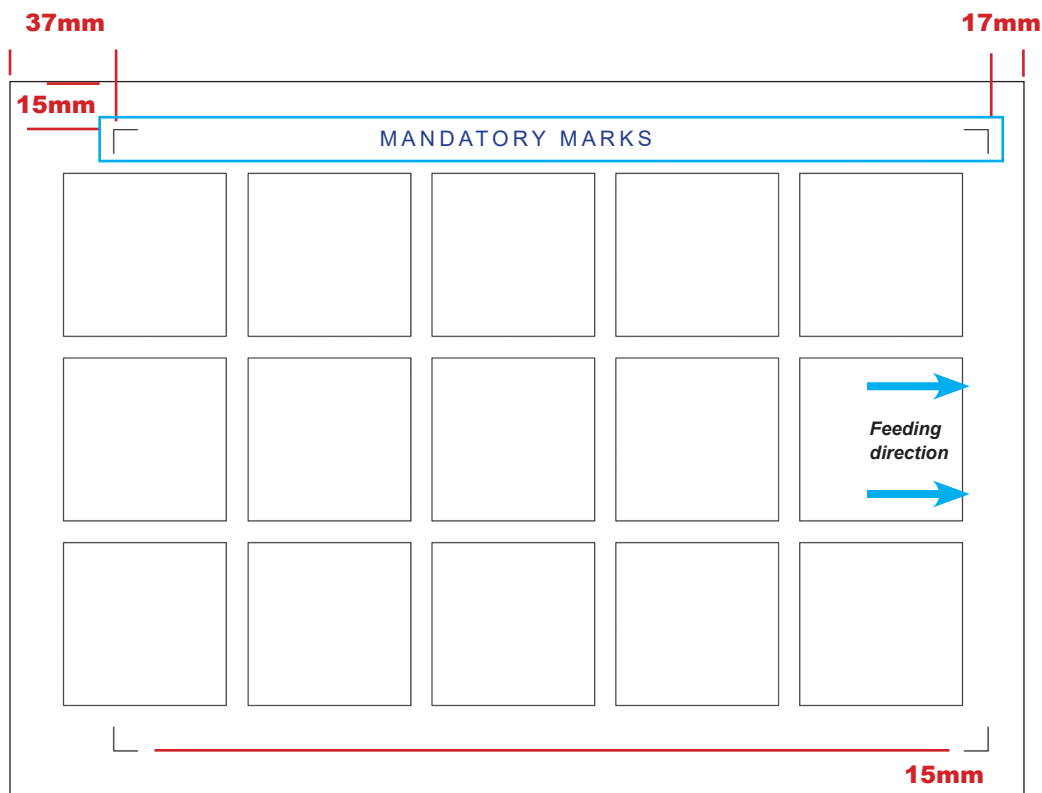 37mm
17mm
15mm
MANDATORY MARKS
Feeding
direction
15mm